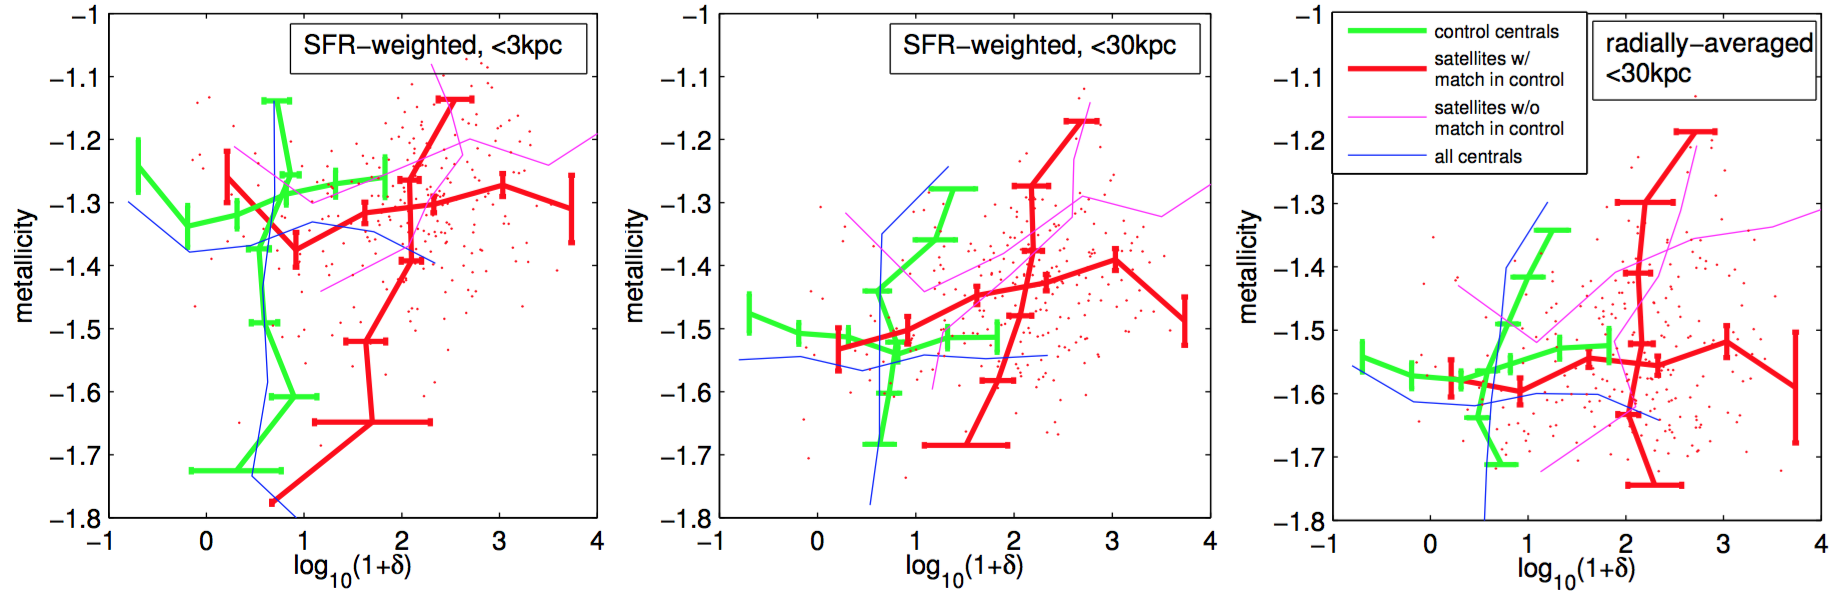 SFR−weighted, <3kpc
−1
−1.1
−1.2
−1.3
−1.4
−1.5
−1.6
−1.7
−1.8
metallicity
−1 0 1 2 3 4
log10(1+δ)
SFR−weighted, <30kpc
−1
−1.1
−1.2
−1.3
−1.4
−1.5
−1.6
−1.7
−1.8
metallicity
−1 0 1 2 3 4
log10(1+δ)
control centrals
satellites w/
match in control
satellites w/o
match in control
all centrals
radially−averaged
<30kpc
−1
−1.1
−1.2
−1.3
−1.4
−1.5
−1.6
−1.7
−1.8
metallicity
−1 0 1 2 3 4
log10(1+δ)